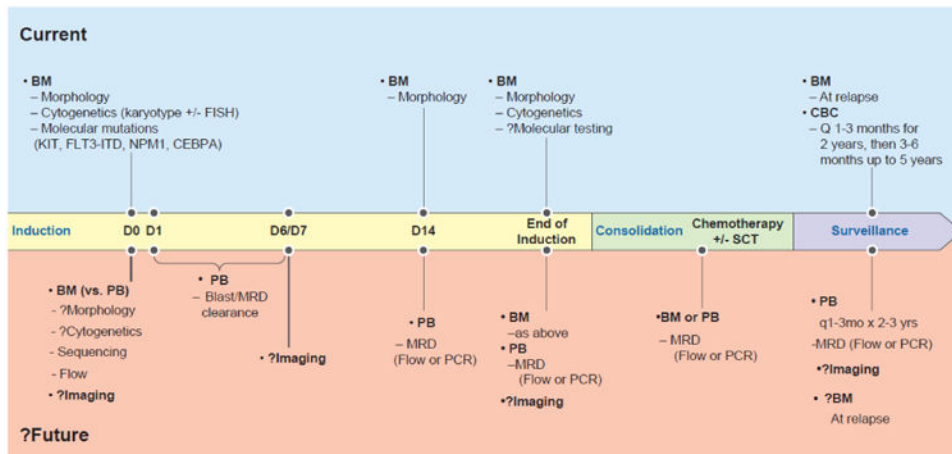 Current
• BM
– Morphology
– Cytogenetics (karyotype +/- FISH)
– Molecular mutations
(KIT, FLT3-ITD, NPM1, CEBPA)
• BM
– Morphology
• BM
– Morphology
– Cytogenetics
– ?Molecular testing
• BM
– At relapse
• CBC
– Q 1-3 months for
2 years, then 3-6
months up to 5 years
Induction
D0 D1
D6/D7
D14
End of
Induction
Consolidation
Chemotherapy
+/- SCT
Surveillance
• BM (vs. PB)
- ?Morphology
- ?Cytogenetics
- Sequencing
- Flow
• ?Imaging
• PB
– Blast/MRD
clearance
• ?Imaging
• PB
– MRD
(Flow or PCR)
• BM
–as above
• PB
–MRD
(Flow or PCR)
•?Imaging
•BM or PB
– MRD
(Flow or PCR)
• PB
q1-3mo x 2-3 yrs
-MRD (Flow or PCR)
•?Imaging
• ?BM
At relapse
?Future